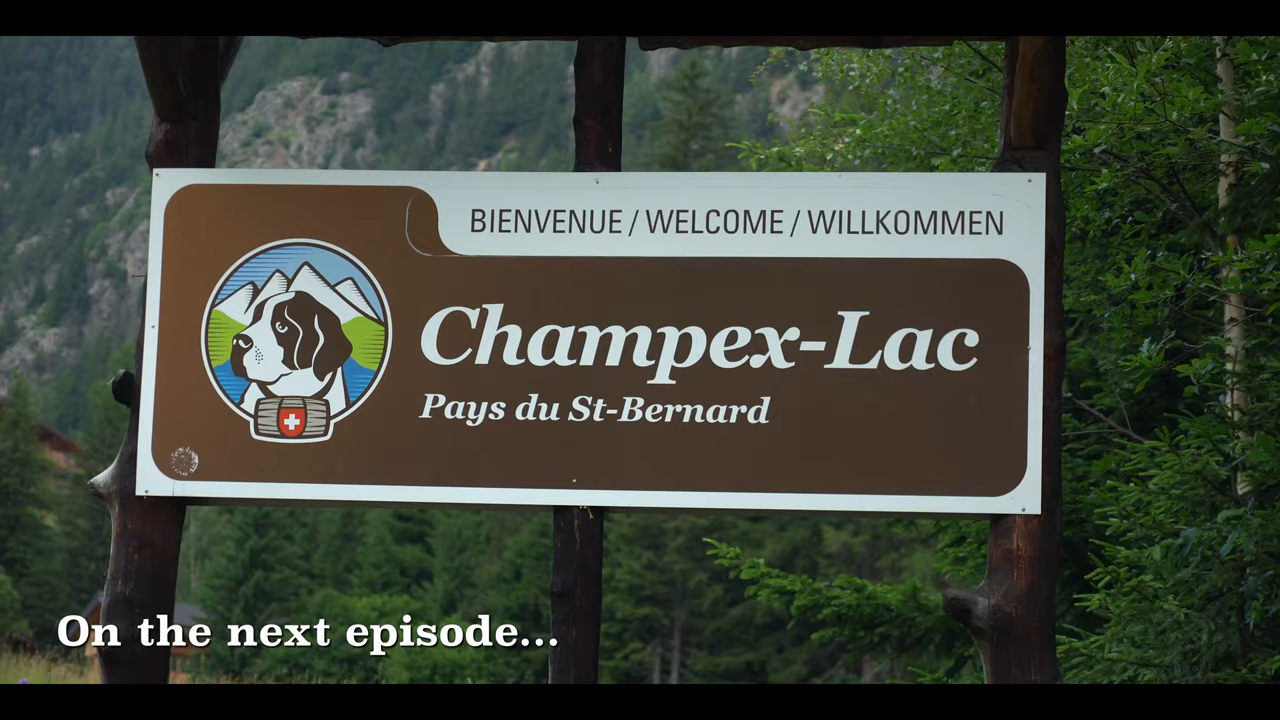 BIENVENUE / WELCOME / WILLKOMMEN
Champex-Lac
Pays du St-Bernard
On the next episode...